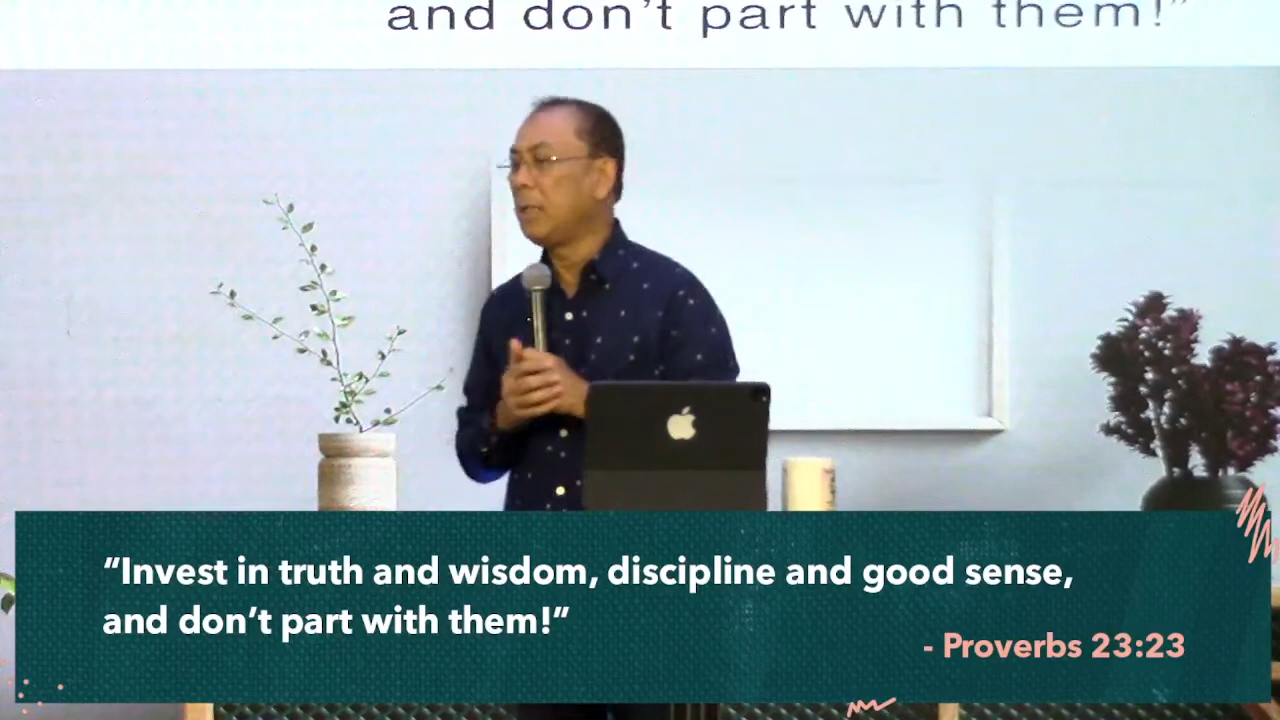 and don't part with them!”
“Invest in truth and wisdom, discipline and good sense,
and don't part with them!”
- Proverbs 23:23